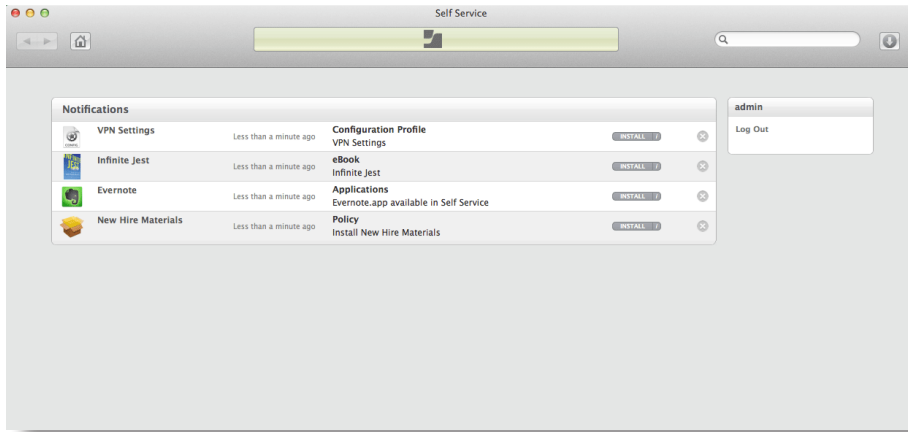 Self Service
Notifications
VPN Settings
Less than a minute ago
Configuration Profile
VPN Settings
INSTALL i
Infinite Jest
Less than a minute ago
eBook
Infinite Jest
INSTALL i
Evernote
Less than a minute ago
Applications
Evernote.app available in Self Service
INSTALL i
New Hire Materials
Less than a minute ago
Policy
Install New Hire Materials
INSTALL i
admin
Log Out